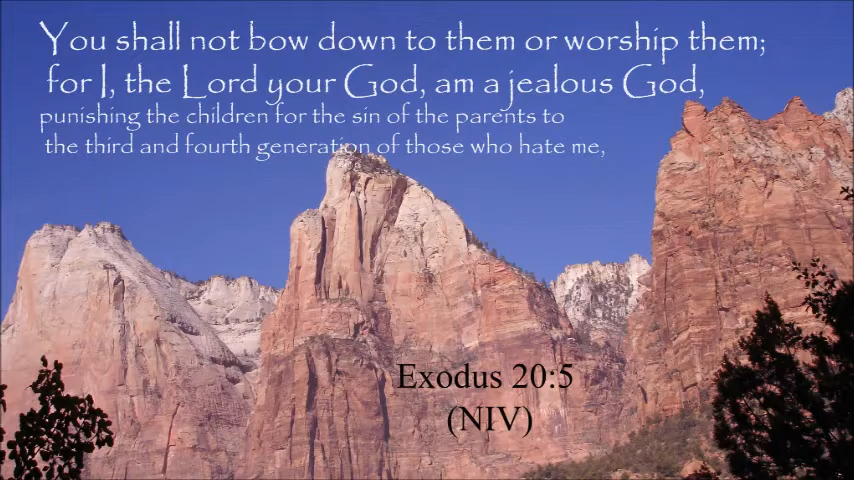 You shall not bow down to them or worship them;
for I, the Lord your God, am a jealous God,
punishing the children for the sin of the parents to
the third and fourth generation of those who hate me,
Exodus 20:5
(NIV)